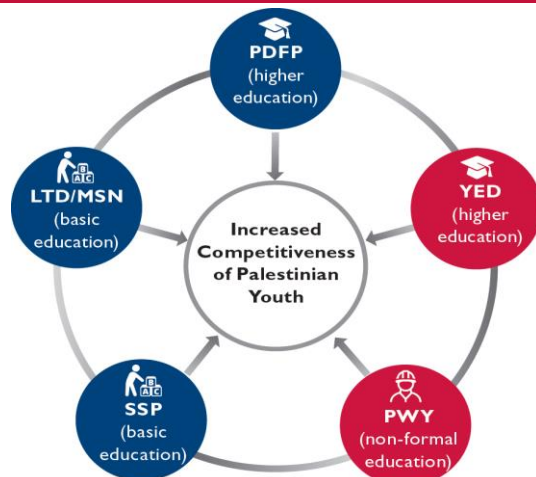 PDFP
(higher
education)
LTD/MSN
(basic
education)
YED
(higher
education)
Increased
Competitiveness
of Palestinian
Youth
SSP
(basic
education)
PWY
(non-formal
education)